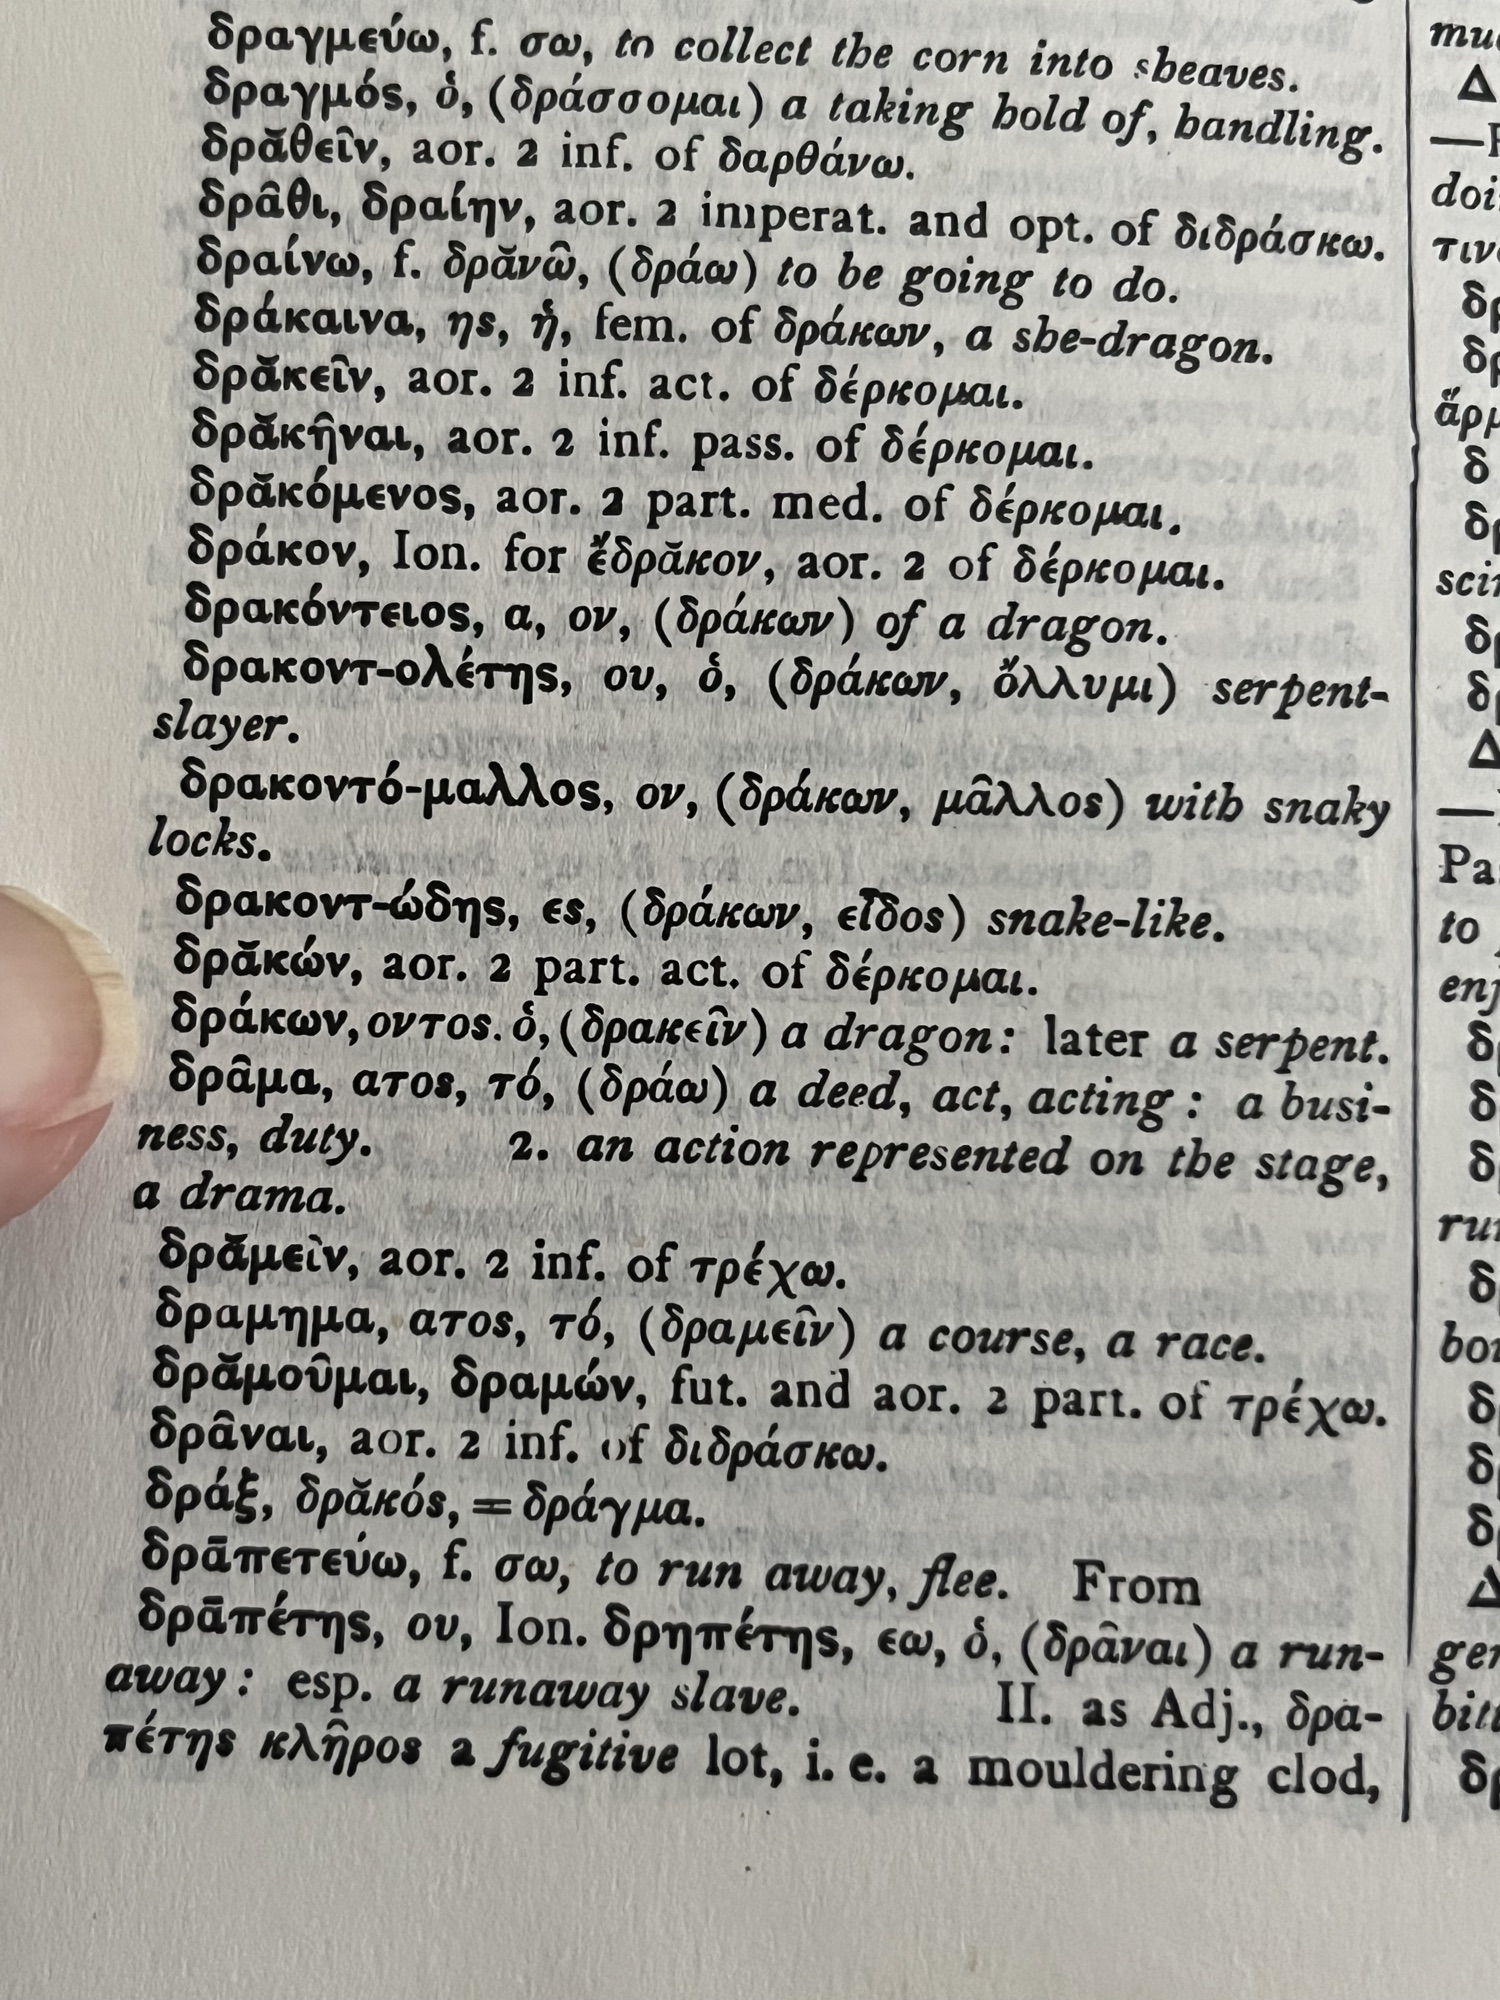 δραγμεύω, f. σω, to collect the corn into sheaves.
δραγμός, ὁ, (δράσσομαι) a taking hold of, handling.
δρᾰθεῖν, aor. 2 inf. of δαρθάνω.
δρᾶθι, δραίην, aor. 2 imperat. and opt. of διδράσκω.
δραίνω, f. δρᾰνῶ, (δράω) to be going to do.
δράκαινα, ης, ἡ, fem. of δράκων, a she-dragon.
δρᾰκεῖν, aor. 2 inf. act. of δέρκομαι.
δρᾰκῆναι, aor. 2 inf. pass. of δέρκομαι.
δρᾰκόμενος, aor. 2 part. med. of δέρκομαι.
δράκον, Ion. for ἔδρᾰκον, aor. 2 of δέρκομαι.
δρακόντειος, α, ον, (δράκων) of a dragon.
δρακοντ-ολέτης, ου, ὁ, (δράκων, ὄλλυμι) serpent-
slayer.
δρακοντό-μαλλος, ον, (δράκων, μᾶλλος) with snaky
locks.
δρακοντ-ώδης, ες, (δράκων, εἶδος) snake-like.
δρᾰκών, aor. 2 part. act. of δέρκομαι.
δράκων, οντος. ὁ, (δρακεῖν) a dragon: later a serpent.
δρᾶμα, ατος, τό, (δράω) a deed, act, acting: a busi-
ness, duty. 2. an action represented on the stage,
a drama.
δρᾰμεῖν, aor. 2 inf. of τρέχω.
δραμημα, ατος, τό, (δραμεῖν) a course, a race.
δρᾰμοῦμαι, δραμών, fut. and aor. 2 part. of τρέχω.
δρᾶναι, aor. 2 inf. of διδράσκω.
δράξ, δρᾰκός, = δράγμα.
δρᾱπετεύω, f. σω, to run away, flee. From
δρᾱπέτης, ου, Ion. δρηπέτης, εω, ὁ, (δρᾶναι) a run-
away: esp. a runaway slave. II. as Adj., δρα-
πέτης κλῆρος a fugitive lot, i. e. a mouldering clod,